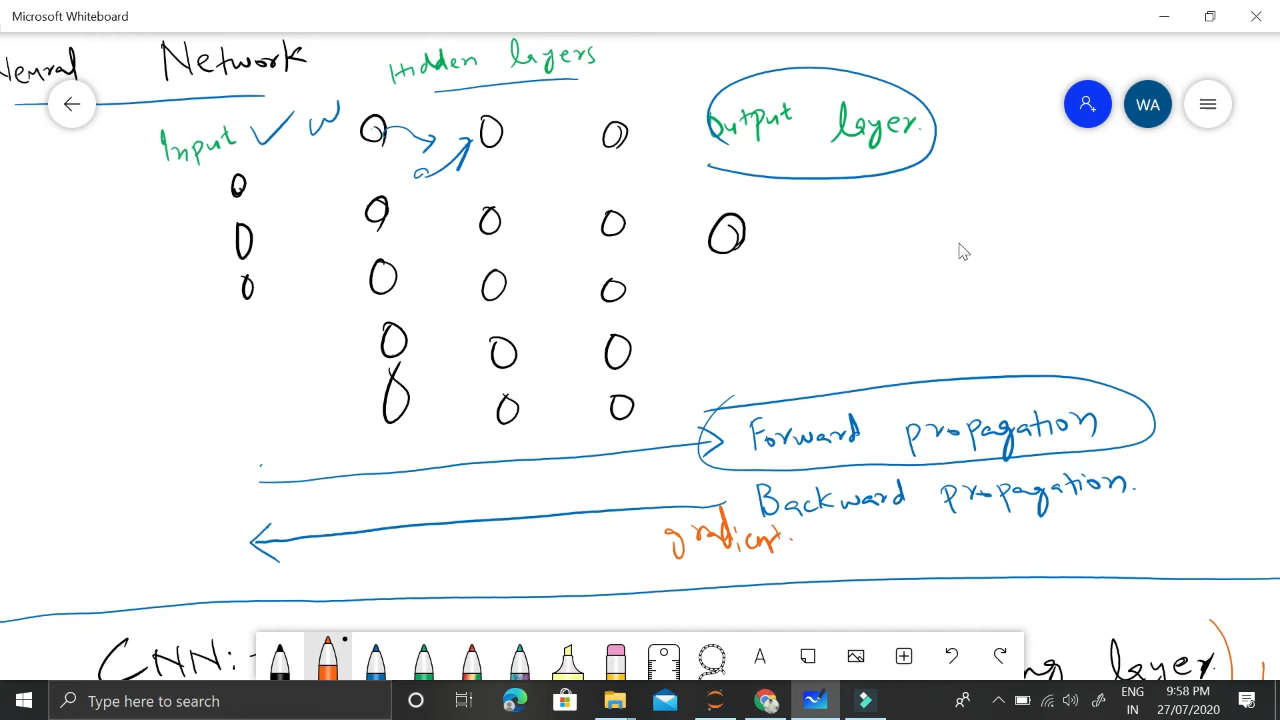 Microsoft Whiteboard
Neural Network
Hidden layers
Input
w
Output layer.
WA
Forward propagation
Backward propagation.
gradient.
CNN:
layer.
A
Type here to search
ENG
IN
9:58 PM
27/07/2020